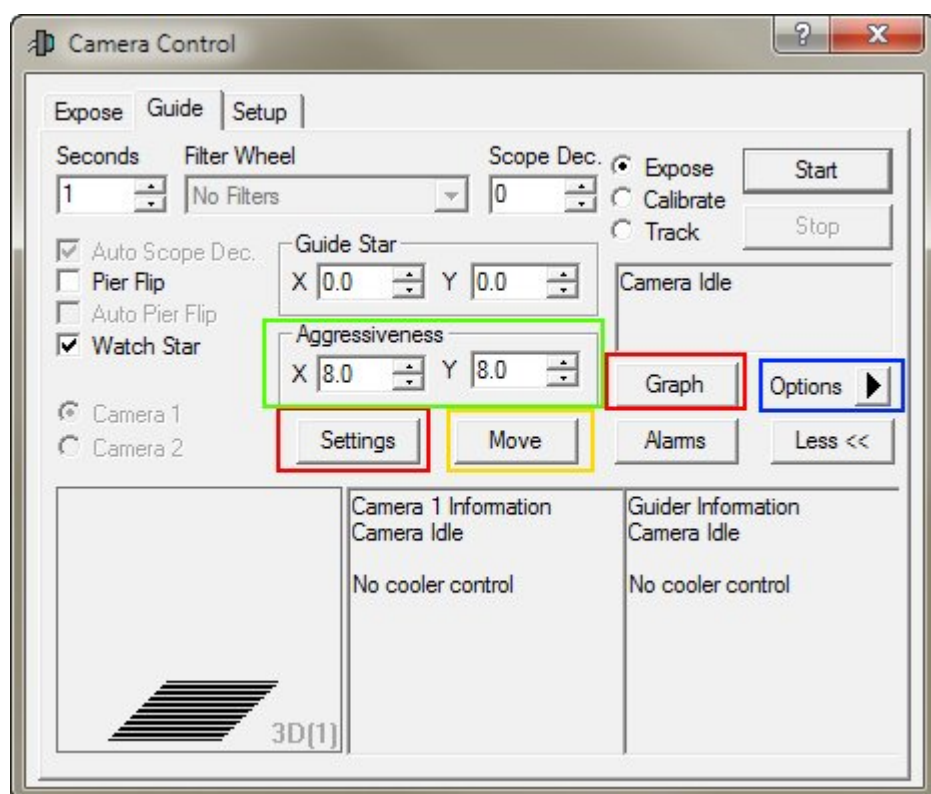 Camera Control
?
X
Expose Guide Setup
Seconds Filter Wheel Scope Dec. Expose Start
1 No Filters 0 Calibrate
Track Stop
Auto Scope Dec. Guide Star
Pier Flip X 0.0 Y 0.0 Camera Idle
Auto Pier Flip
Watch Star Aggressiveness
X 8.0 Y 8.0 Graph Options
Camera 1
Camera 2 Settings Move Alarms Less <<
Camera 1 Information
Camera Idle
No cooler control
Guider Information
Camera Idle
No cooler control
3D(1)